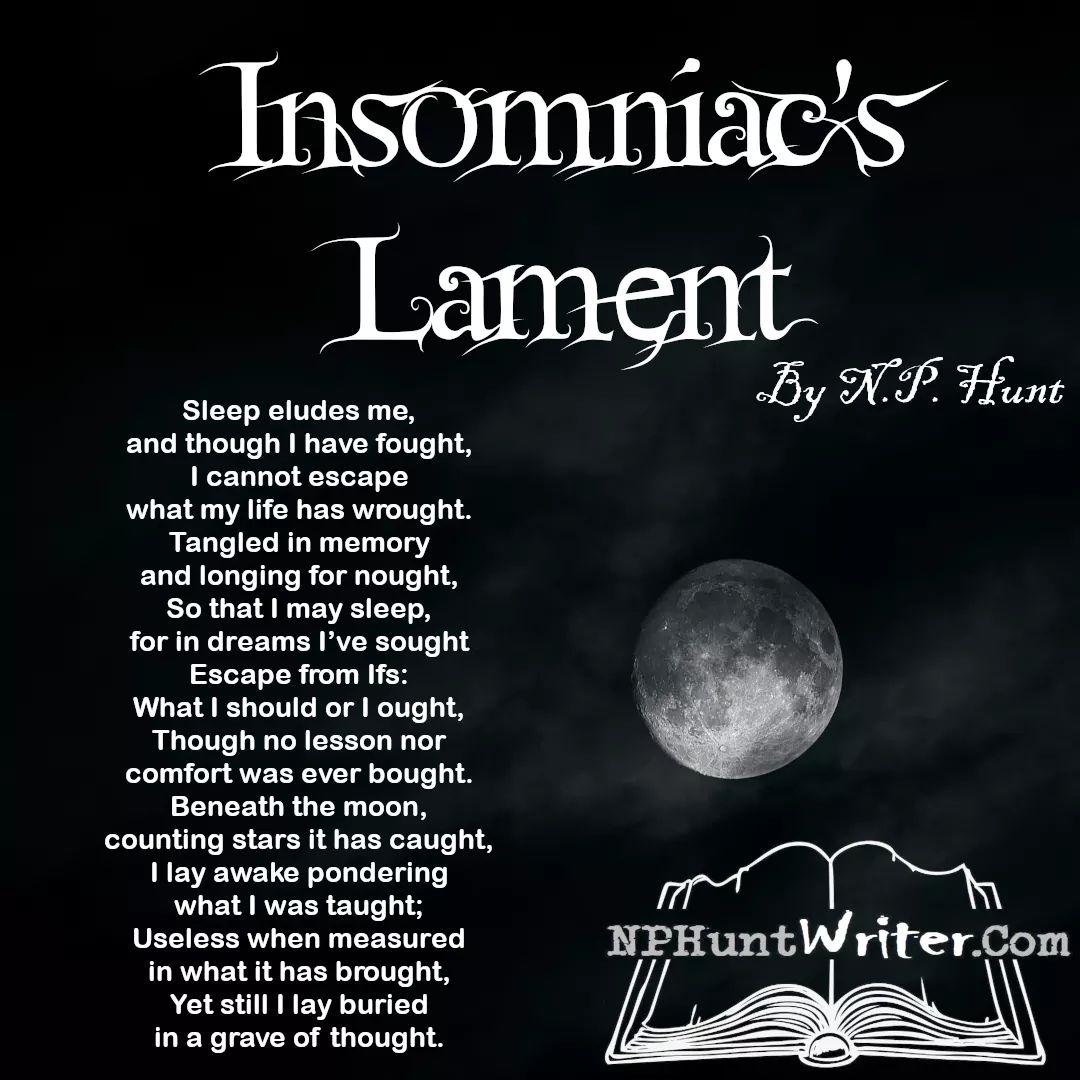 Insomniac's
Lament
By N.P. Hunt
Sleep eludes me,
and though I have fought,
I cannot escape
what my life has wrought.
Tangled in memory
and longing for nought,
So that I may sleep,
for in dreams I’ve sought
Escape from Ifs:
What I should or I ought,
Though no lesson nor
comfort was ever bought.
Beneath the moon,
counting stars it has caught,
I lay awake pondering
what I was taught;
Useless when measured
in what it has brought,
Yet still I lay buried
in a grave of thought.
NPHuntWriter.Com